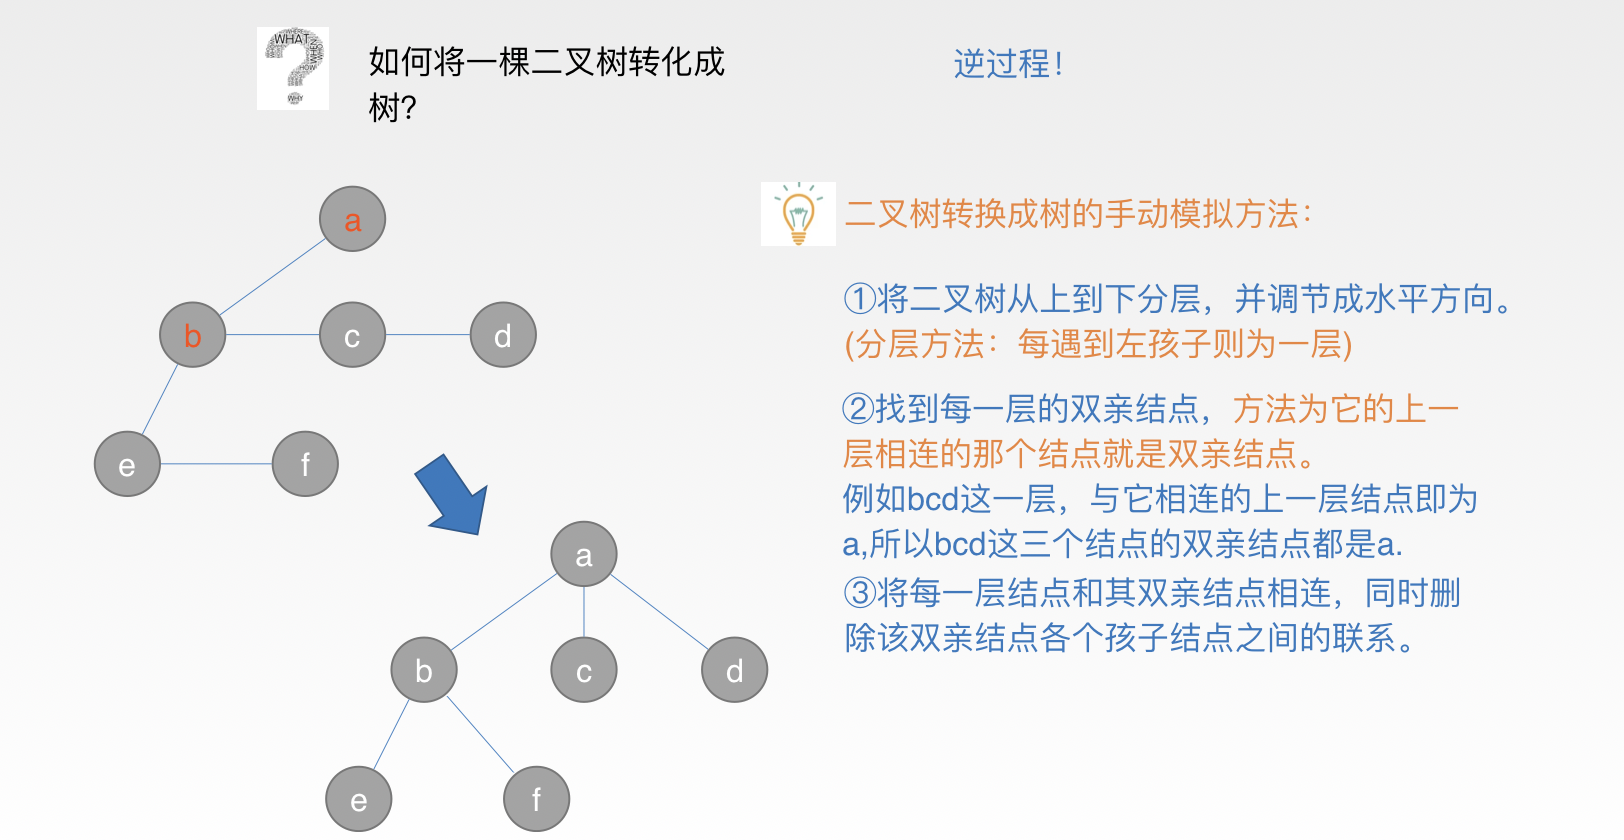 如何将一棵二叉树转化成
树?
逆过程！
WHAT
HOW
WHY
a
b
c
d
e
f
二叉树转换成树的手动模拟方法：
①将二叉树从上到下分层，并调节成水平方向。
(分层方法：每遇到左孩子则为一层)
②找到每一层的双亲结点，方法为它的上一
层相连的那个结点就是双亲结点。
例如bcd这一层，与它相连的上一层结点即为
a,所以bcd这三个结点的双亲结点都是a.
③将每一层结点和其双亲结点相连，同时删
除该双亲结点各个孩子结点之间的联系。
a
b
c
d
e
f